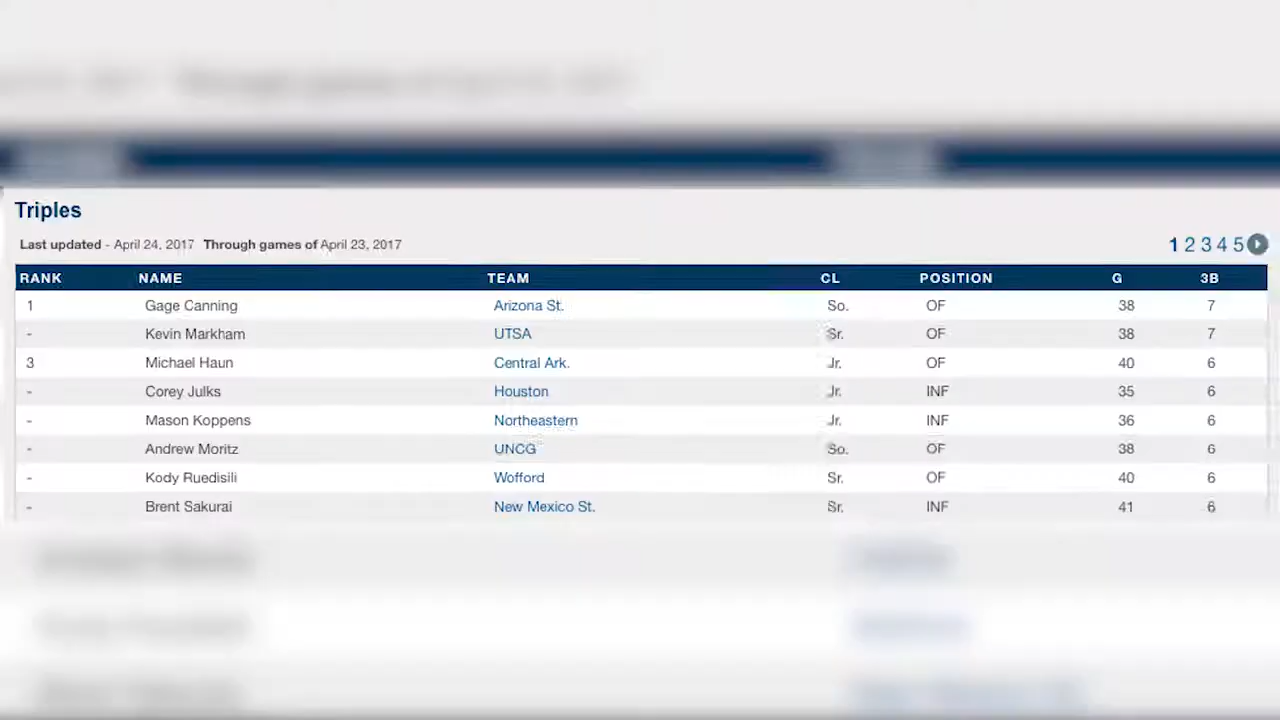 Triples
Last updated - April 24, 2017 Through games of April 23, 2017 1 2 3 4 5
RANK NAME TEAM CL POSITION G 3B
1 Gage Canning Arizona St. So. OF 38 7
- Kevin Markham UTSA Sr. OF 38 7
3 Michael Haun Central Ark. Jr. OF 40 6
- Corey Julks Houston Jr. INF 35 6
- Mason Koppens Northeastern Jr. INF 36 6
- Andrew Moritz UNCG So. OF 38 6
- Kody Ruedisili Wofford Sr. OF 40 6
- Brent Sakurai New Mexico St. Sr. INF 41 6